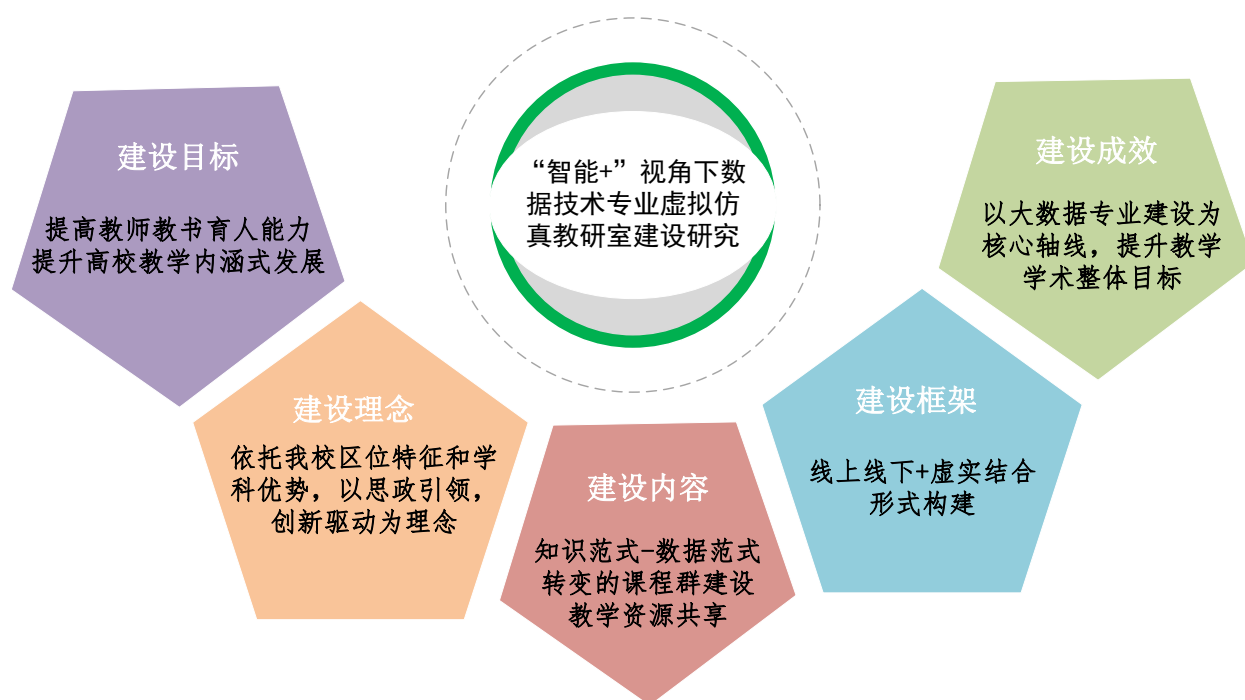 建设目标
提高教师教书育人能力
提升高校教学内涵式发展
建设理念
依托我校区位特征和学
科优势，以思政引领，
创新驱动为理念
“智能+”视角下数
据技术专业虚拟仿
真教研室建设研究
建设内容
知识范式-数据范式
转变的课程群建设
教学资源共享
建设框架
线上线下+虚实结合
形式构建
建设成效
以大数据专业建设为
核心轴线，提升教学
学术整体目标